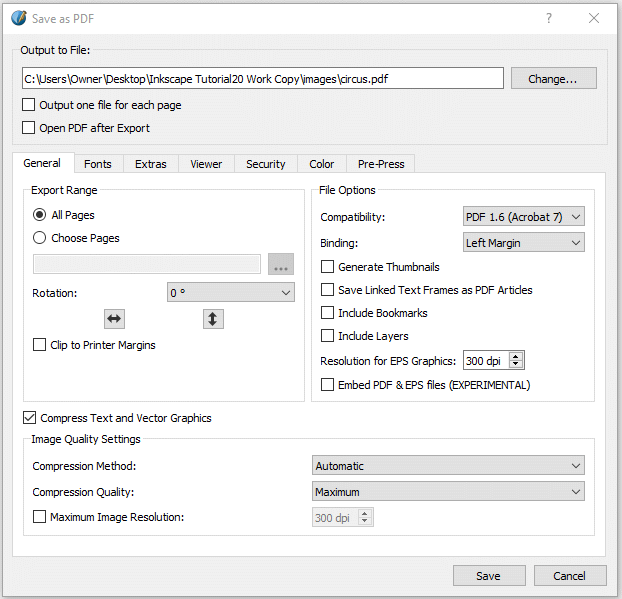 Save as PDF ?
Output to File:
C:\Users\Owner\Desktop\Inkscape Tutorial20 Work Copy\images\circus.pdf Change...
Output one file for each page
Open PDF after Export
General Fonts Extras Viewer Security Color Pre-Press
Export Range
All Pages
Choose Pages
...
Rotation: 0 °
Clip to Printer Margins
File Options
Compatibility: PDF 1.6 (Acrobat 7)
Binding: Left Margin
Generate Thumbnails
Save Linked Text Frames as PDF Articles
Include Bookmarks
Include Layers
Resolution for EPS Graphics: 300 dpi
Embed PDF & EPS files (EXPERIMENTAL)
Compress Text and Vector Graphics
Image Quality Settings
Compression Method: Automatic
Compression Quality: Maximum
Maximum Image Resolution: 300 dpi
Save Cancel